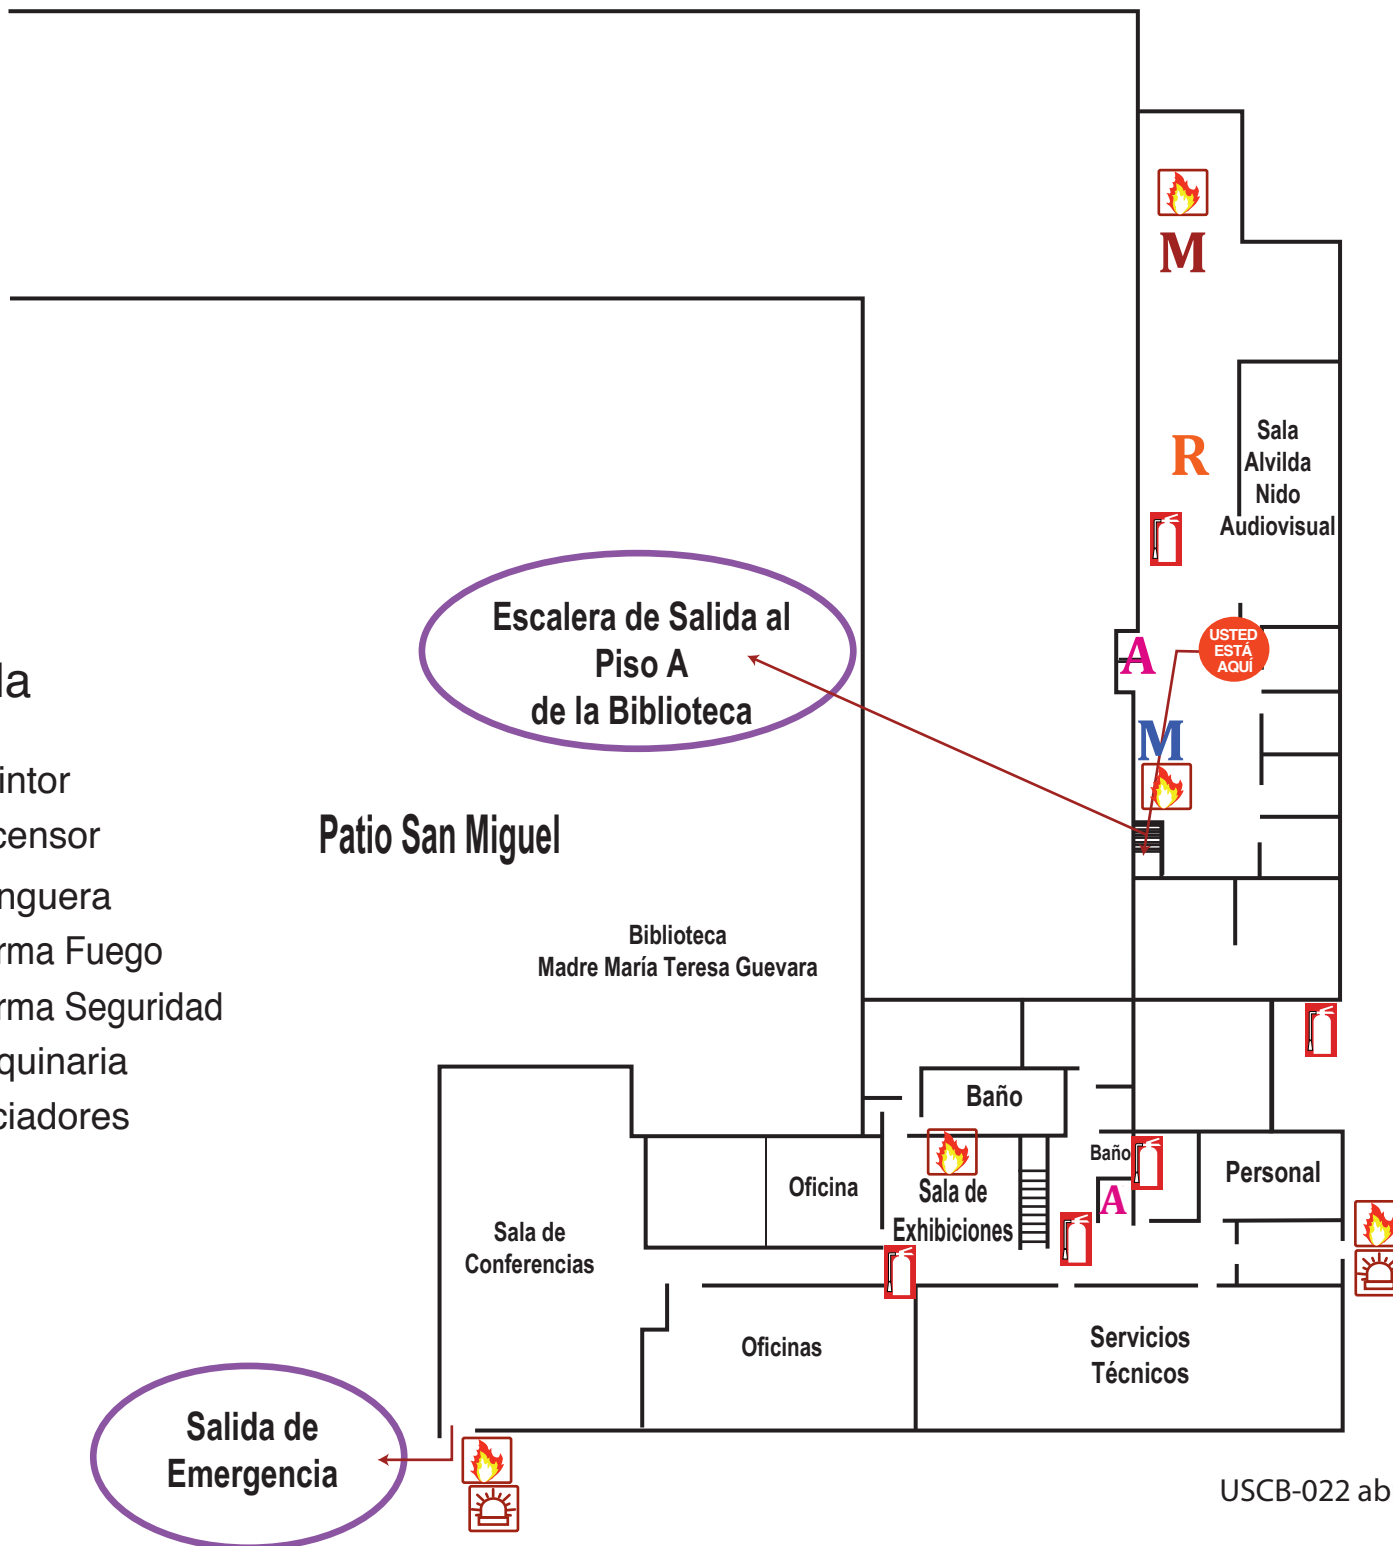 M
R
Sala
Alvilda
Nido
Audiovisual
Escalera de Salida al
Piso A
de la Biblioteca
USTED
ESTÁ
AQUÍ
A
M
da
intor
censor
nguera
rma Fuego
rma Seguridad
quinaria
ciadores
Patio San Miguel
Biblioteca
Madre María Teresa Guevara
Baño
Baño
A
Personal
Oficina
Sala de
Exhibiciones
Sala de
Conferencias
Oficinas
Servicios
Técnicos
Salida de
Emergencia
USCB-022 ab